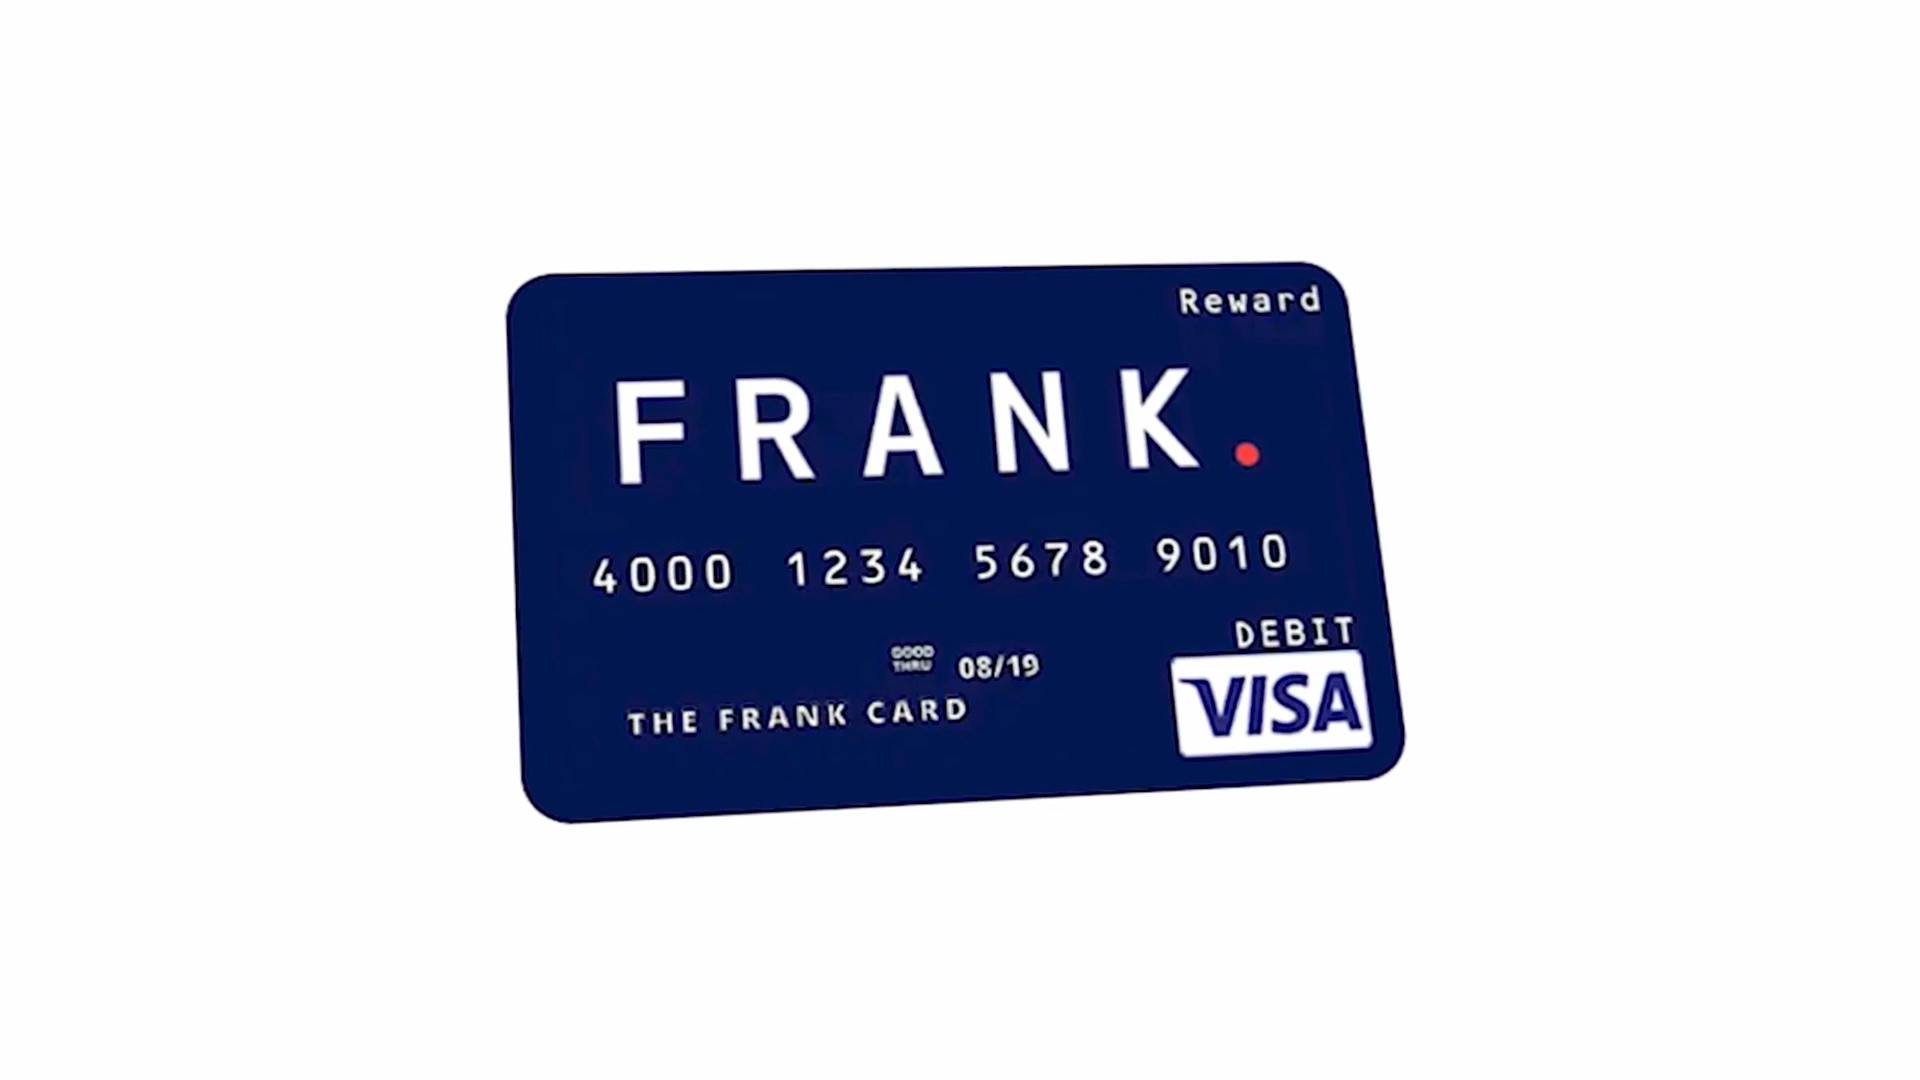 Reward
FRANK.
4000 1234 5678 9010
DEBIT
GOOD
THRU 08/19
THE FRANK CARD
VISA